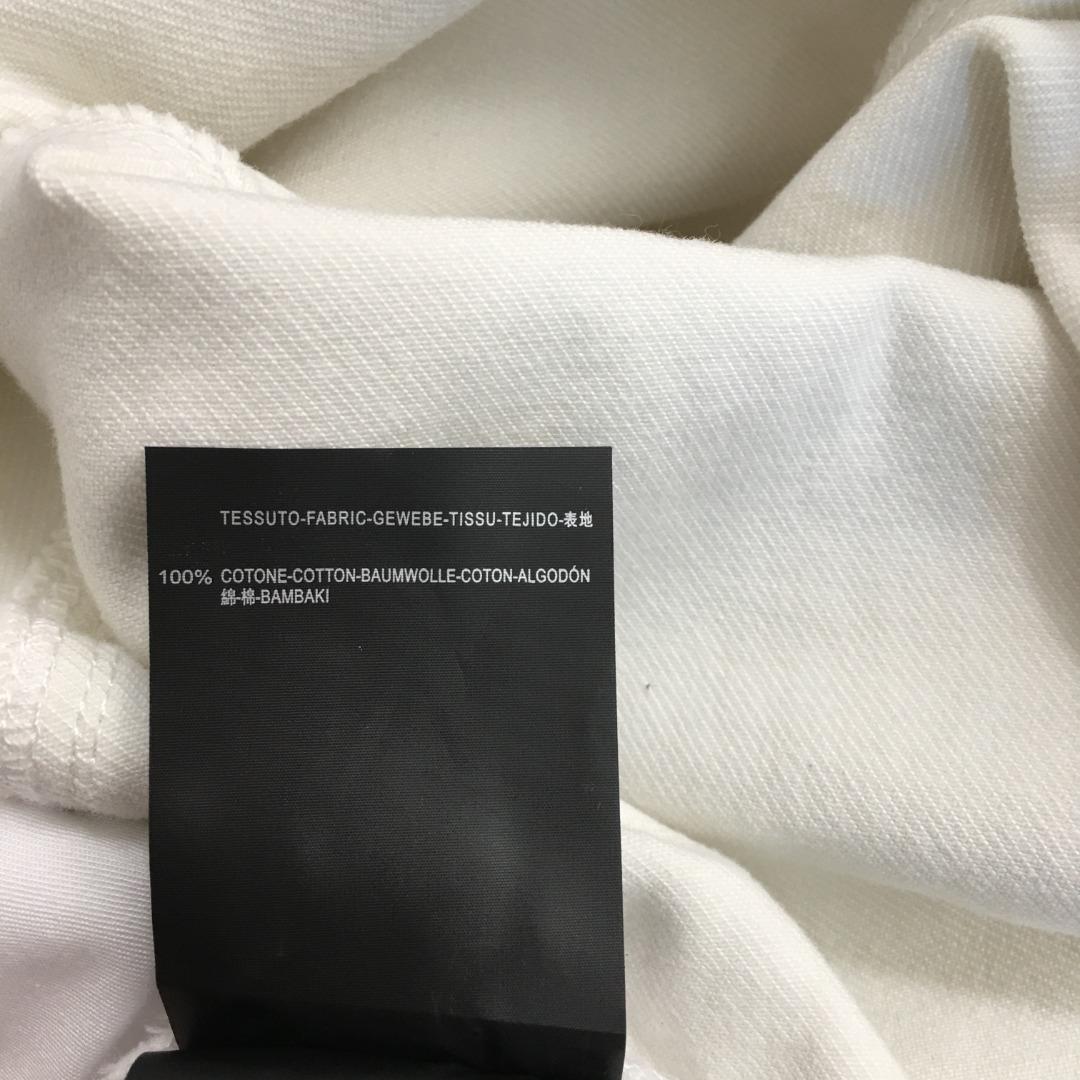 TESSUTO-FABRIC-GEWEBE-TISSU-TEJIDO-表地
100% COTONE-COTTON-BAUMWOLLE-COTON-ALGODÓN
綿-棉-BAMBAKI